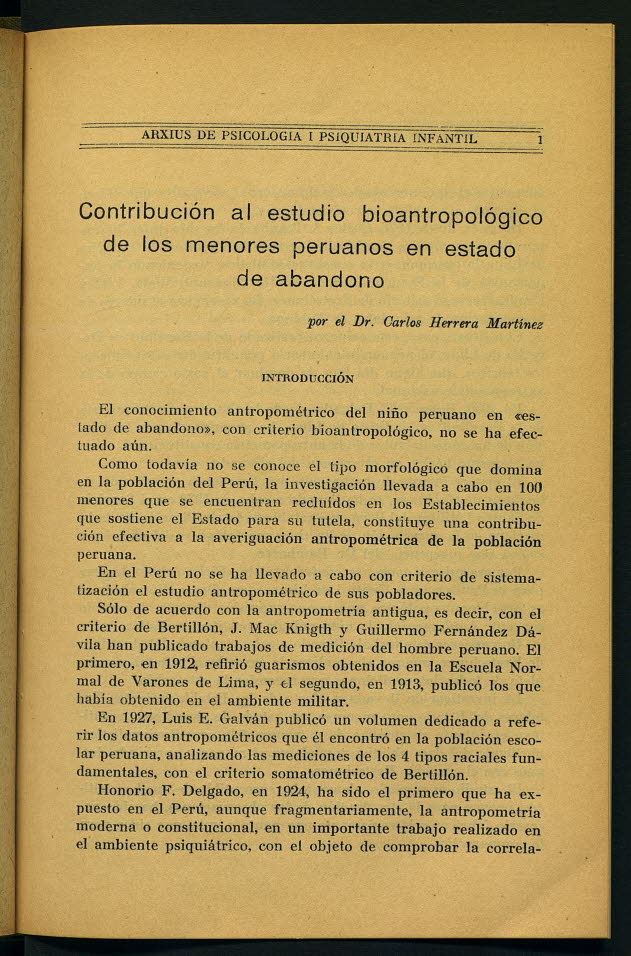 ARXIUS DE PSICOLOGIA I PSIQUIATRIA INFANTIL 1
Contribución al estudio bioantropológico
de los menores peruanos en estado
de abandono
por el Dr. Carlos Herrera Martínez
INTRODUCCIÓN
El conocimiento antropométrico del niño peruano en «es-
tado de abandono», con criterio bioantropológico, no se ha efec-
tuado aún.
Como todavía no se conoce el tipo morfológico que domina
en la población del Perú, la investigación llevada a cabo en 100
menores que se encuentran recluídos en los Establecimientos
que sostiene el Estado para su tutela, constituye una contribu-
ción efectiva a la averiguación antropométrica de la población
peruana.
En el Perú no se ha llevado a cabo con criterio de sistema-
tización el estudio antropométrico de sus pobladores.
Sólo de acuerdo con la antropometría antigua, es decir, con el
criterio de Bertillón, J. Mac Knigth y Guillermo Fernández Dá-
vila han publicado trabajos de medición del hombre peruano. El
primero, en 1912, refirió guarismos obtenidos en la Escuela Nor-
mal de Varones de Lima, y el segundo, en 1913, publicó los que
había obtenido en el ambiente militar.
En 1927, Luis E. Galván publicó un volumen dedicado a refe-
rir los datos antropométricos que él encontró en la población esco-
lar peruana, analizando las mediciones de los 4 tipos raciales fun-
damentales, con el criterio somatométrico de Bertillón.
Honorio F. Delgado, en 1924, ha sido el primero que ha ex-
puesto en el Perú, aunque fragmentariamente, la antropometría
moderna o constitucional, en un importante trabajo realizado en
el ambiente psiquiátrico, con el objeto de comprobar la correla-